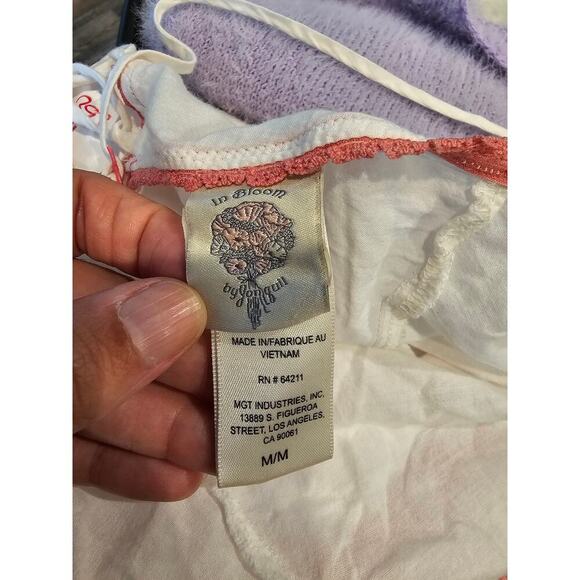 In Bloom
by Jonquil
MADE IN/FABRIQUE AU
VIETNAM
RN # 64211
MGT INDUSTRIES, INC,
13889 S. FIGUEROA
STREET, LOS ANGELES,
CA 90061
M/M